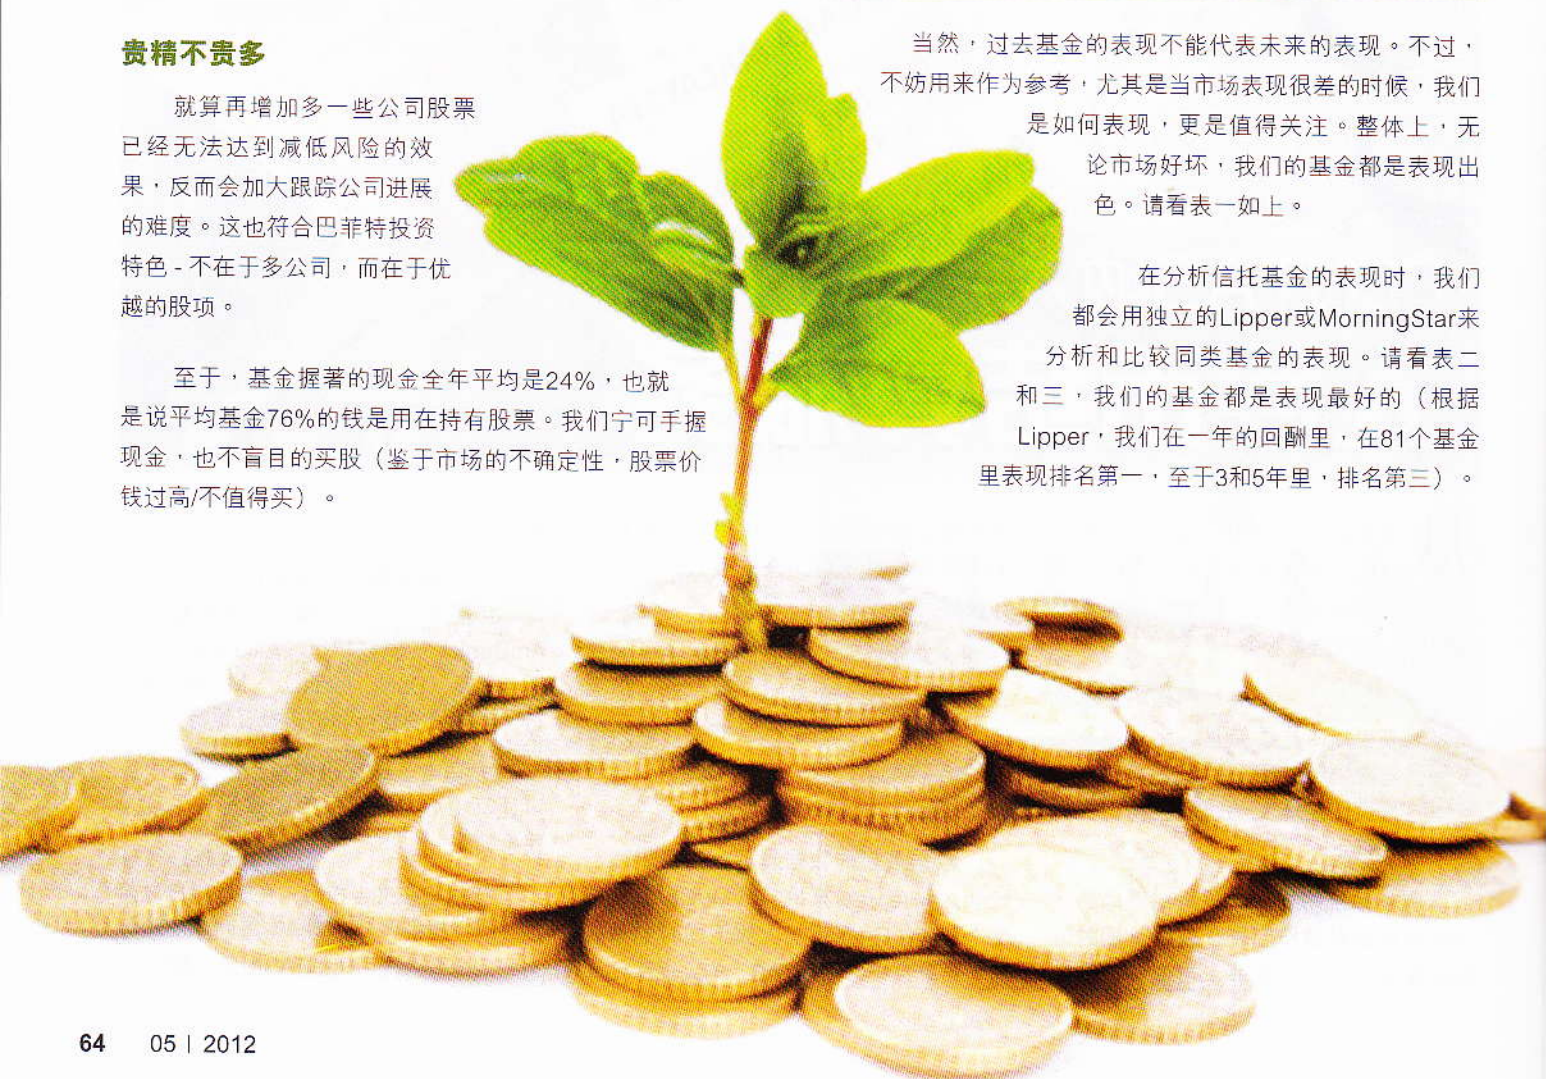 贵精不贵多
就算再增加多一些公司股票
已经无法达到减低风险的效
果，反而会加大跟踪公司进展
的难度。这也符合巴菲特投资
特色 - 不在于多公司，而在于优
越的股项。
至于，基金握著的现金全年平均是24%，也就
是说平均基金76%的钱是用在持有股票。我们宁可手握
现金，也不盲目的买股（鉴于市场的不确定性，股票价
钱过高/不值得买）。
当然，过去基金的表现不能代表未来的表现。不过，
不妨用来作为参考，尤其是当市场表现很差的时候，我们
是如何表现，更是值得关注。整体上，无
论市场好坏，我们的基金都是表现出
色。请看表一如上。
在分析信托基金的表现时，我们
都会用独立的Lipper或MorningStar来
分析和比较同类基金的表现。请看表二
和三，我们的基金都是表现最好的（根据
Lipper，我们在一年的回酬里，在81个基金
里表现排名第一，至于3和5年里，排名第三）。
64 05 | 2012